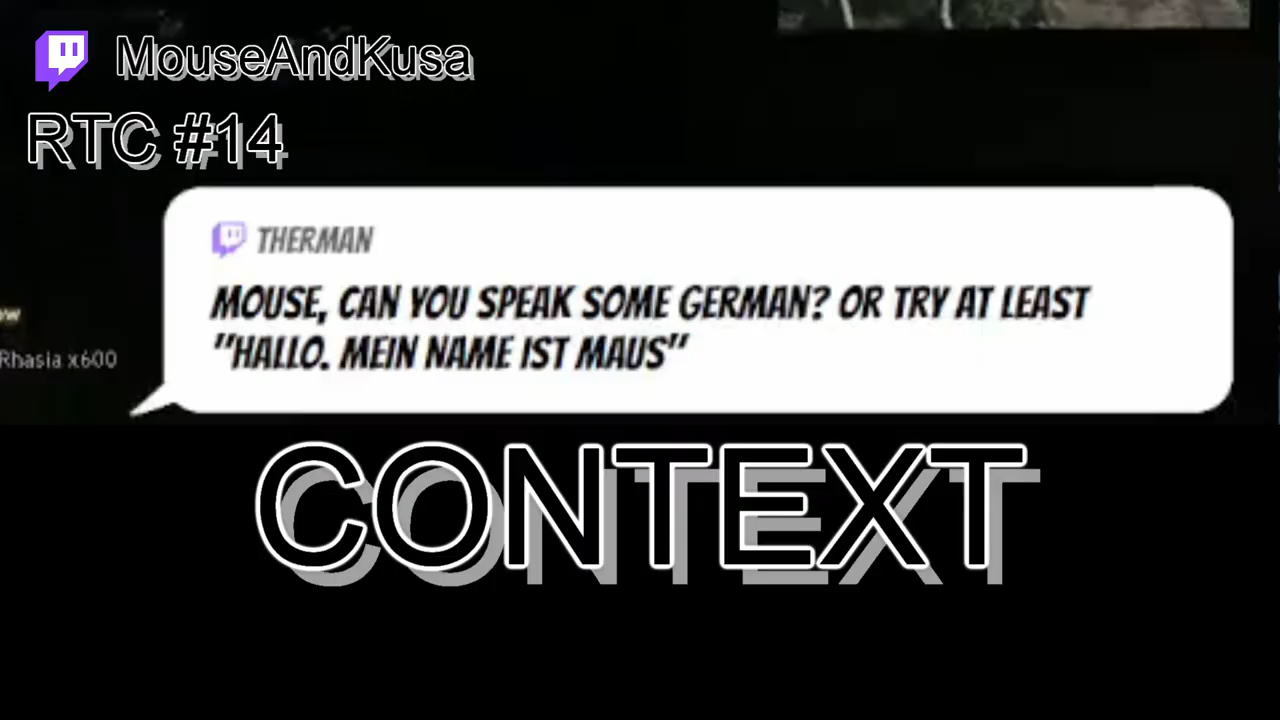 MouseAndKusa
RTC #14
THERMAN
MOUSE, CAN YOU SPEAK SOME GERMAN? OR TRY AT LEAST
"HALLO. MEIN NAME IST MAUS"
Rhasia x600
CONTEXT